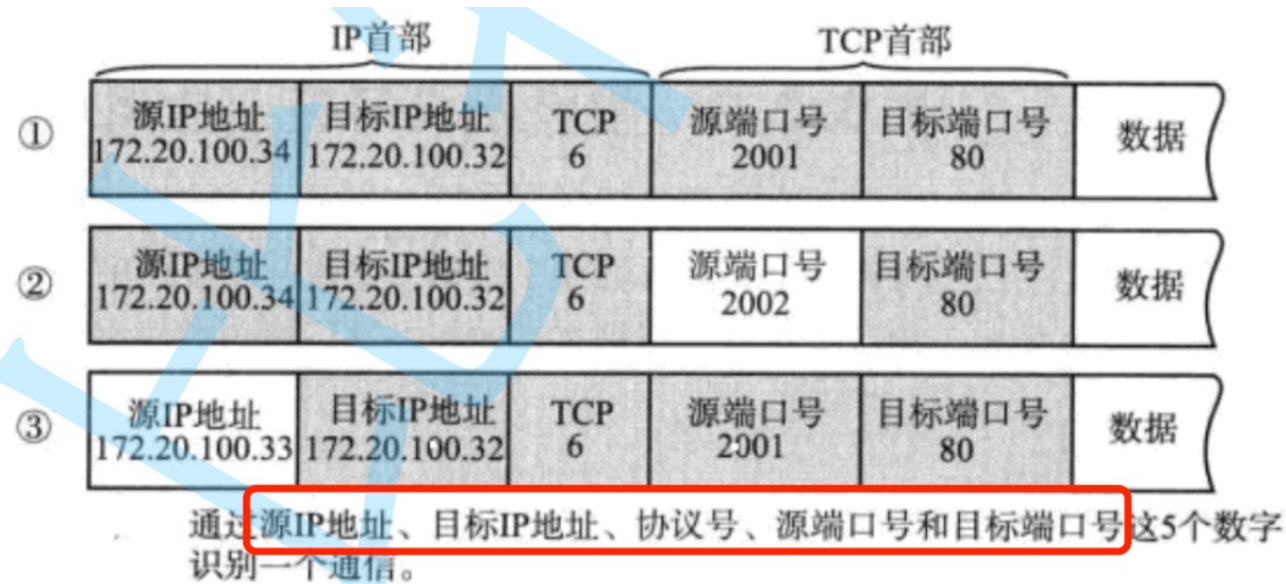 IP首部 TCP首部
① 源IP地址 目标IP地址 TCP 源端口号 目标端口号 数据
172.20.100.34 172.20.100.32 6 2001 80
② 源IP地址 目标IP地址 TCP 源端口号 目标端口号 数据
172.20.100.34 172.20.100.32 6 2002 80
③ 源IP地址 目标IP地址 TCP 源端口号 目标端口号 数据
172.20.100.33 172.20.100.32 6 2001 80
通过源IP地址、目标IP地址、协议号、源端口号和目标端口号这5个数字
识别一个通信。